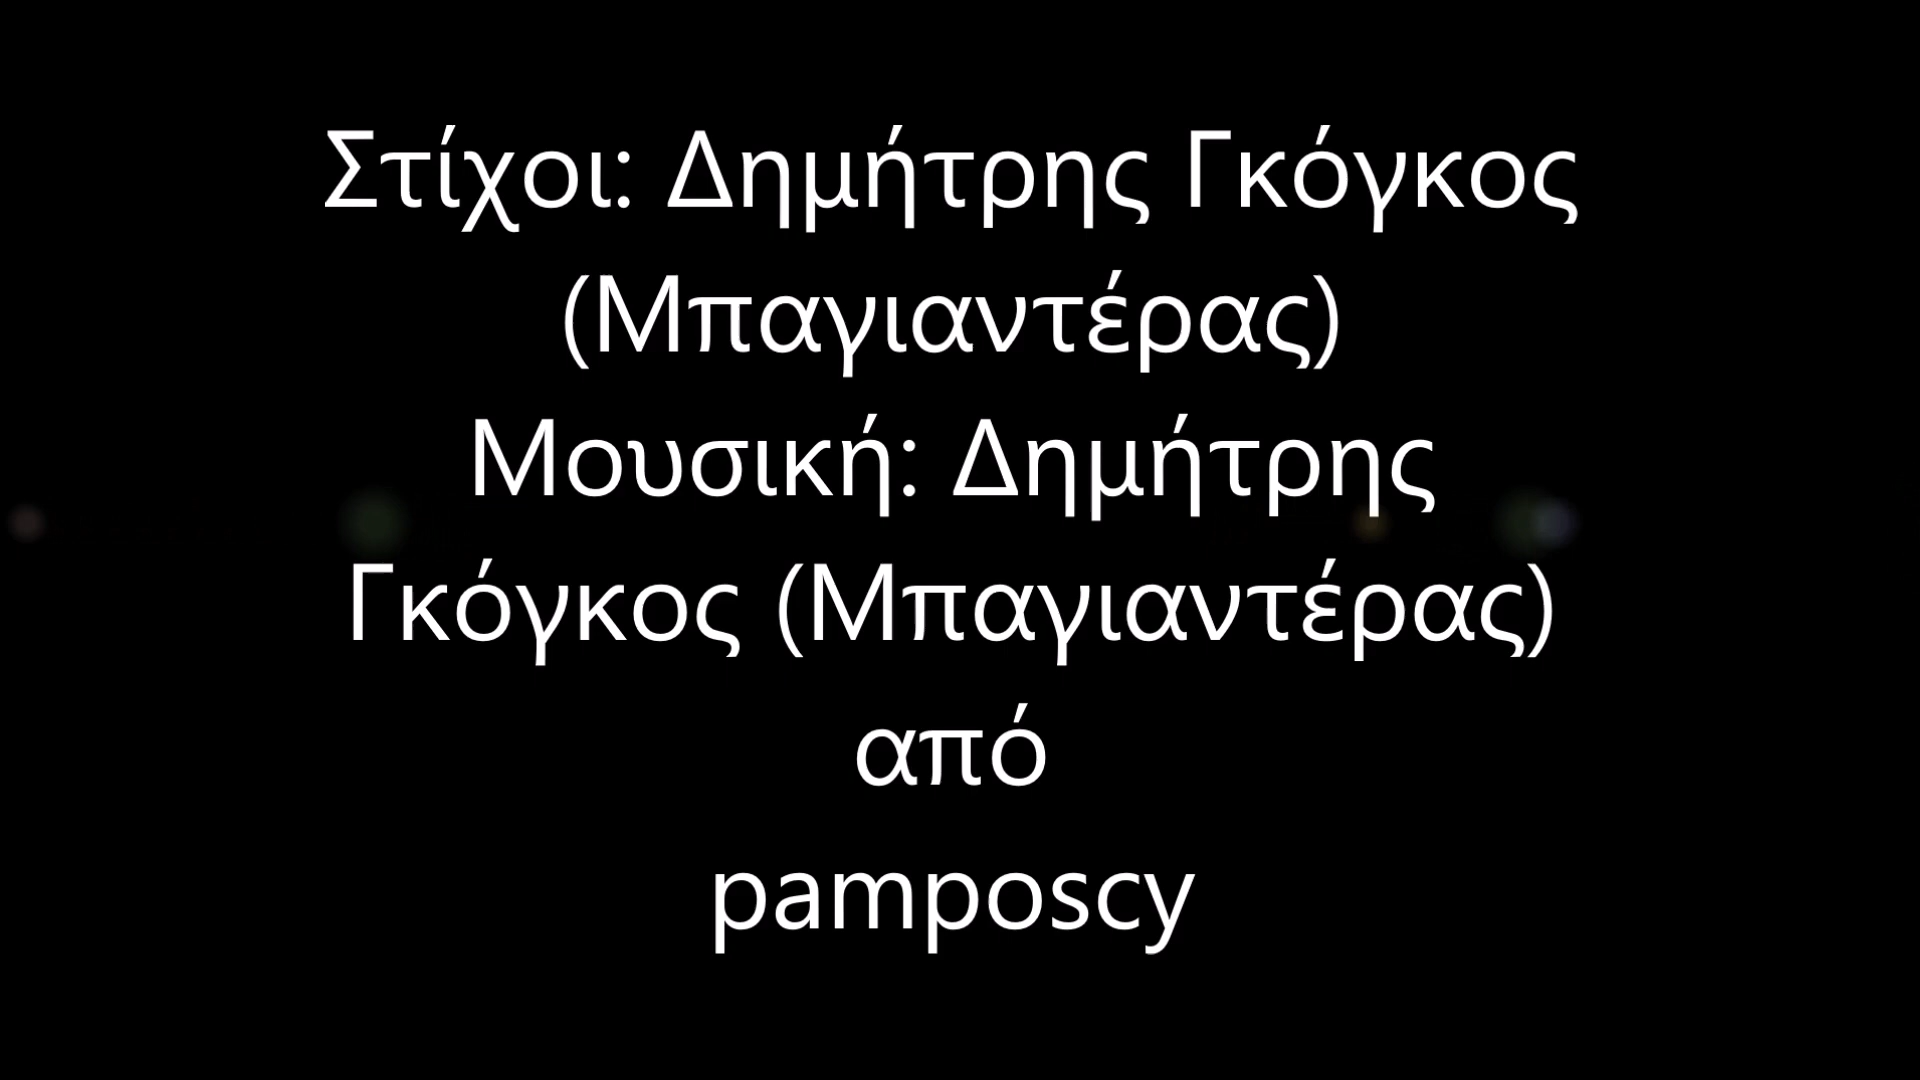 Στίχοι: Δημήτρης Γκόγκος
(Μπαγιαντέρας)
Μουσική: Δημήτρης
Γκόγκος (Μπαγιαντέρας)
από
pamposcy